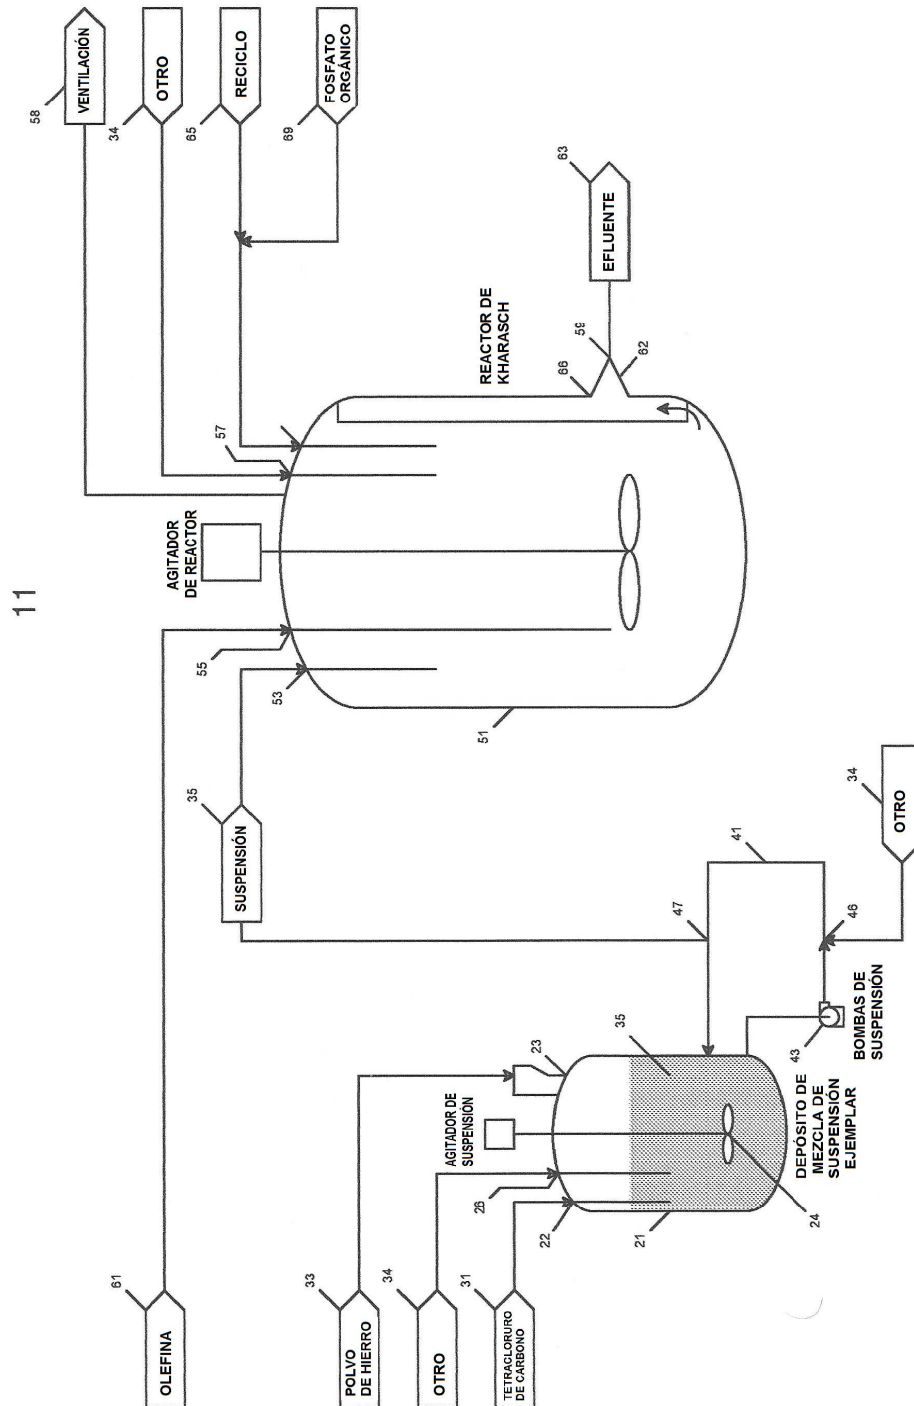 11
58
VENTILACIÓN
34
OTRO
65
RECICLO
69
FOSFATO
ORGÁNICO
63
EFLUENTE
REACTOR DE
KHARASCH
59
62
66
57
AGITADOR
DE REACTOR
55
53
51
35
SUSPENSIÓN
34
OTRO
41
47
46
BOMBAS DE
SUSPENSIÓN
43
35
23
AGITADOR DE
SUSPENSIÓN
DEPÓSITO DE
MEZCLA DE
SUSPENSIÓN
EJEMPLAR
26
22
21
24
61
OLEFINA
33
POLVO
DE HIERRO
34
OTRO
31
TETRACLORURO
DE CARBONO